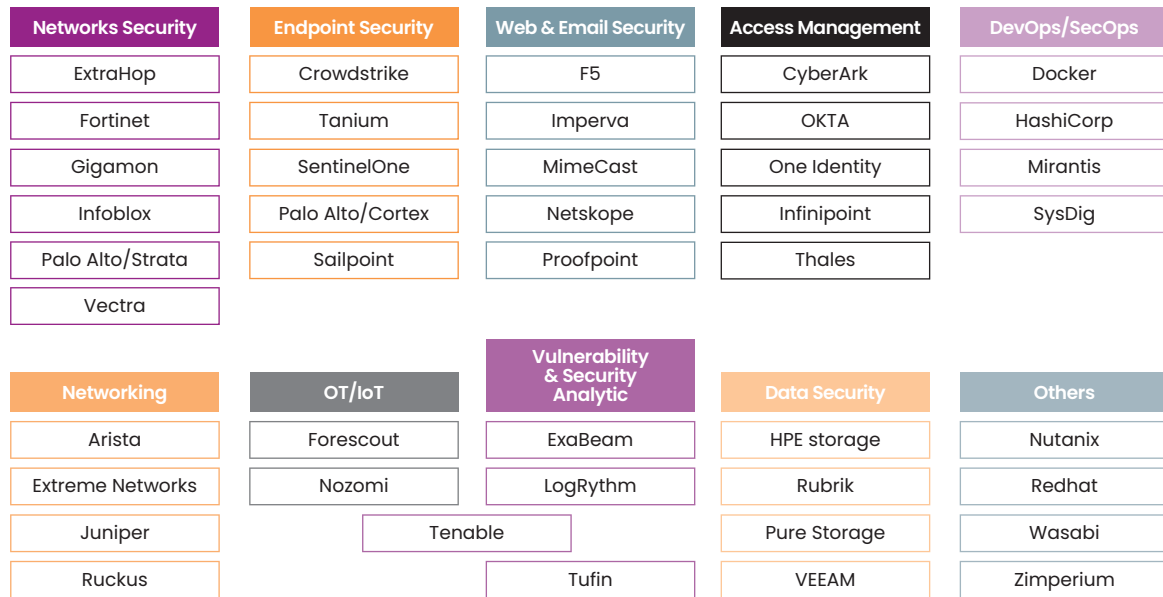 Networks Security
ExtraHop
Fortinet
Gigamon
Infoblox
Palo Alto/Strata
Vectra
Endpoint Security
Crowdstrike
Tanium
SentinelOne
Palo Alto/Cortex
Sailpoint
Web & Email Security
F5
Imperva
MimeCast
Netskope
Proofpoint
Access Management
CyberArk
OKTA
One Identity
Infinipoint
Thales
DevOps/SecOps
Docker
HashiCorp
Mirantis
SysDig
Networking
Arista
Extreme Networks
Juniper
Ruckus
OT/IoT
Forescout
Nozomi
Tenable
Vulnerability
& Security
Analytic
ExaBeam
LogRythm
Tufin
Data Security
HPE storage
Rubrik
Pure Storage
VEEAM
Others
Nutanix
Redhat
Wasabi
Zimperium